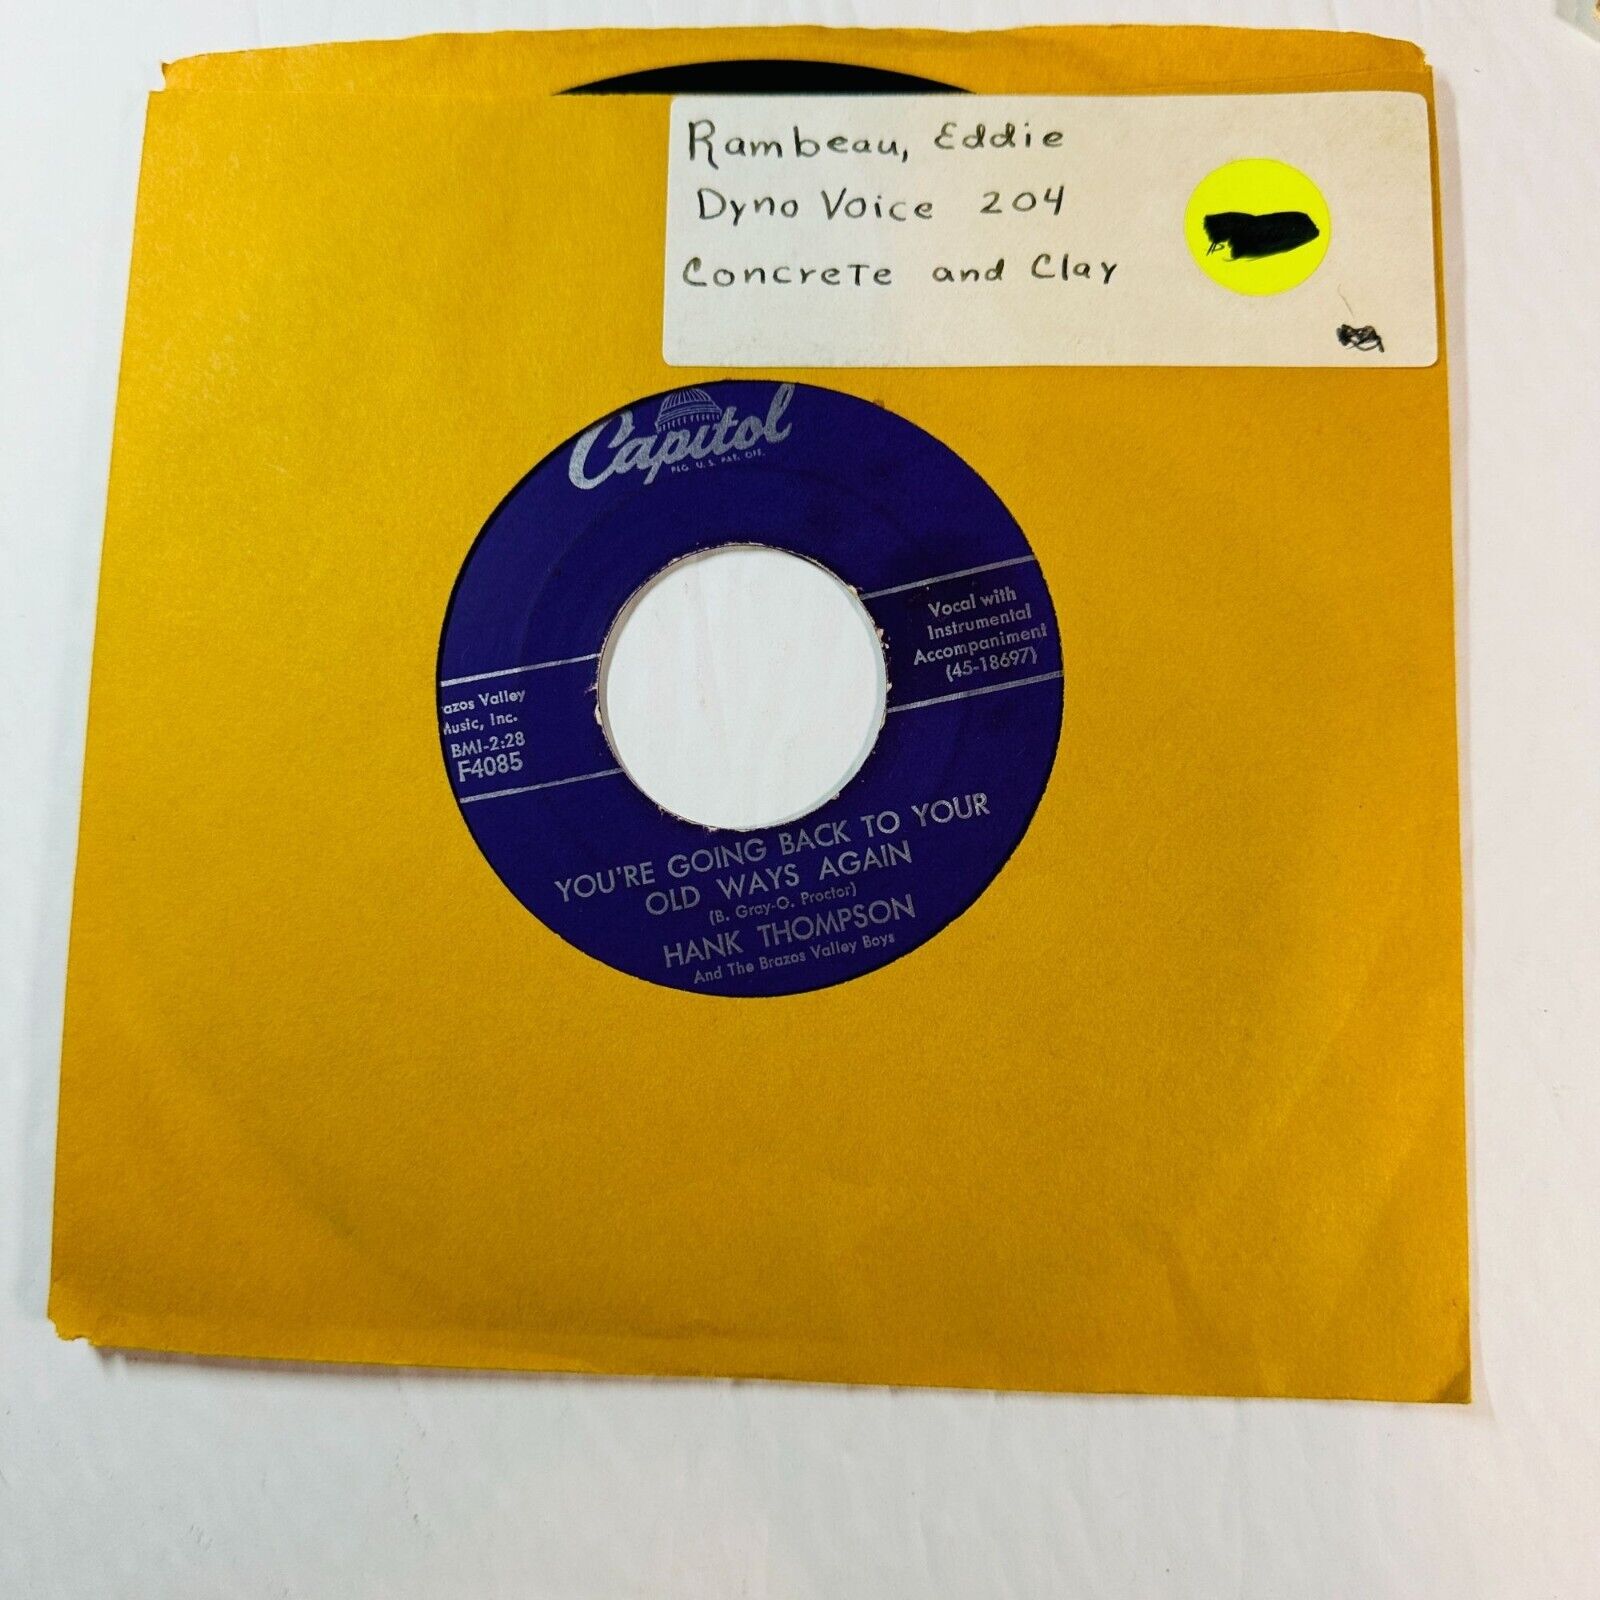 Rambeau, Eddie
Dyno Voice 204
Concrete and Clay
Capitol
REG. U.S. PAT. OFF.
Vocal with
Instrumental
Accompaniment
(45-18697)
azos Valley
Music, Inc.
BMI-2:28
F4085
YOU'RE GOING BACK TO YOUR
OLD WAYS AGAIN
(B. Gray-O. Proctor)
HANK THOMPSON
And The Brazos Valley Boys